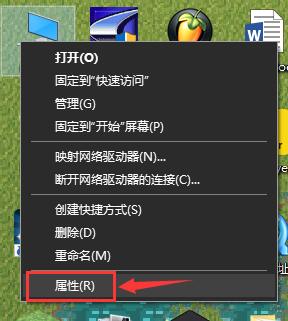 打开(O)
固定到"快速访问"
管理(G)
固定到"开始"屏幕(P)
映射网络驱动器(N)...
断开网络驱动器的连接(C)...
创建快捷方式(S)
删除(D)
重命名(M)
属性(R)